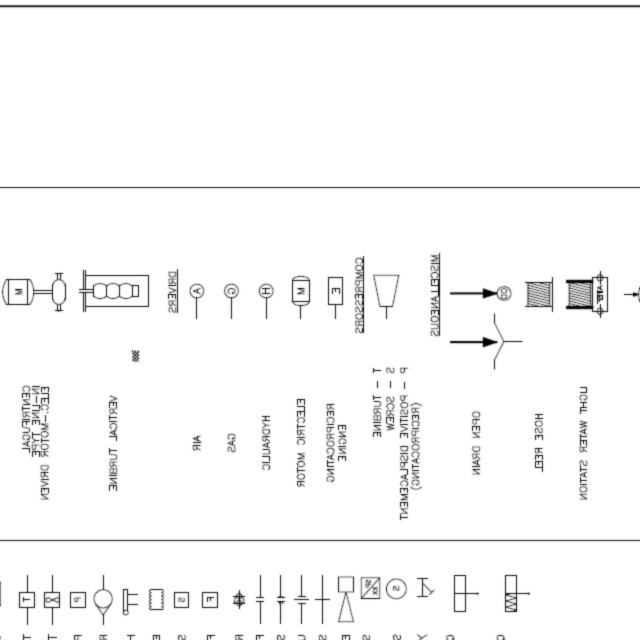 M
CENTRIFUGAL
IN-LINE TYPE
ELEC.-MOTOR DRIVEN
VERTICAL TURBINE
DRIVERS
A
AIR
G
GAS
H
HYDRAULIC
M
ELECTRIC MOTOR
E
RECIPROCATING
ENGINE
COMPRESSORS
T - TURBINE
S - SCREW
P - POSITIVE DISPLACEMENT
(RECIPROCATING)
MISCELLANEOUS
OD
OPEN DRAIN
HOSE REEL
WATER STATION
T
P
S
F
S
T
T
P
R
H
E
S
F
R
F
S
U
S
E
S
S
Y